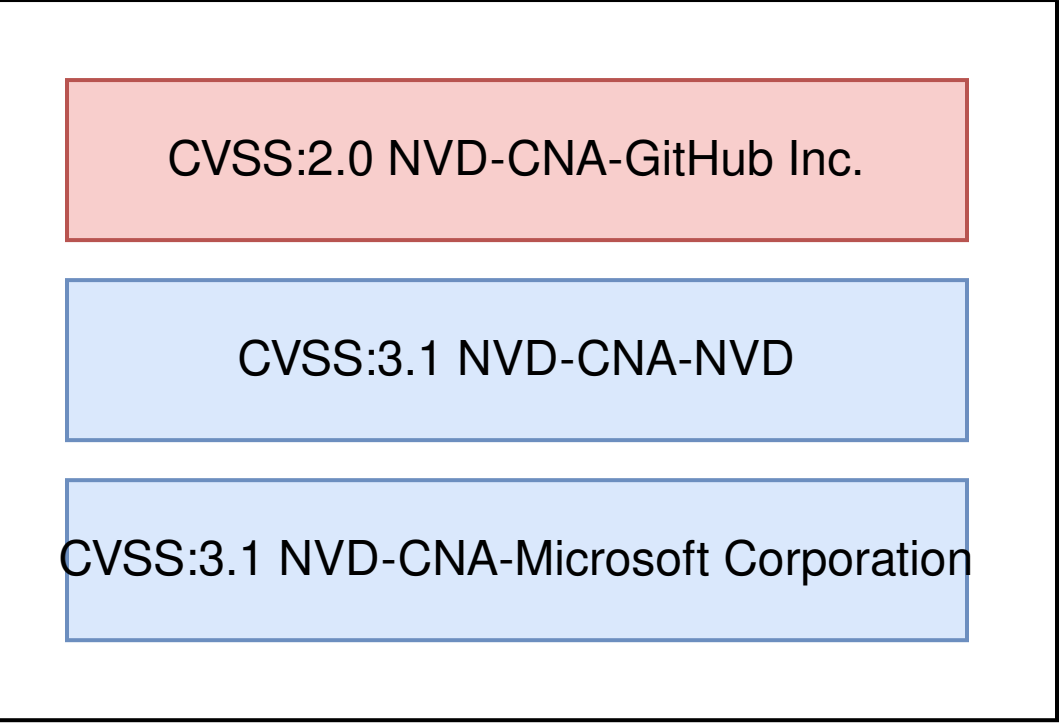 CVSS:2.0 NVD-CNA-GitHub Inc.
CVSS:3.1 NVD-CNA-NVD
CVSS:3.1 NVD-CNA-Microsoft Corporation